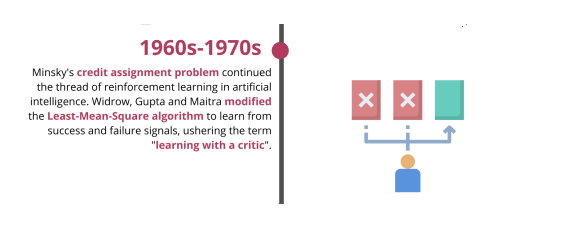 1960s-1970s
Minsky's credit assignment problem continued
the thread of reinforcement learning in artificial
intelligence. Widrow, Gupta and Maitra modified
the Least-Mean-Square algorithm to learn from
success and failure signals, ushering the term
"learning with a critic".